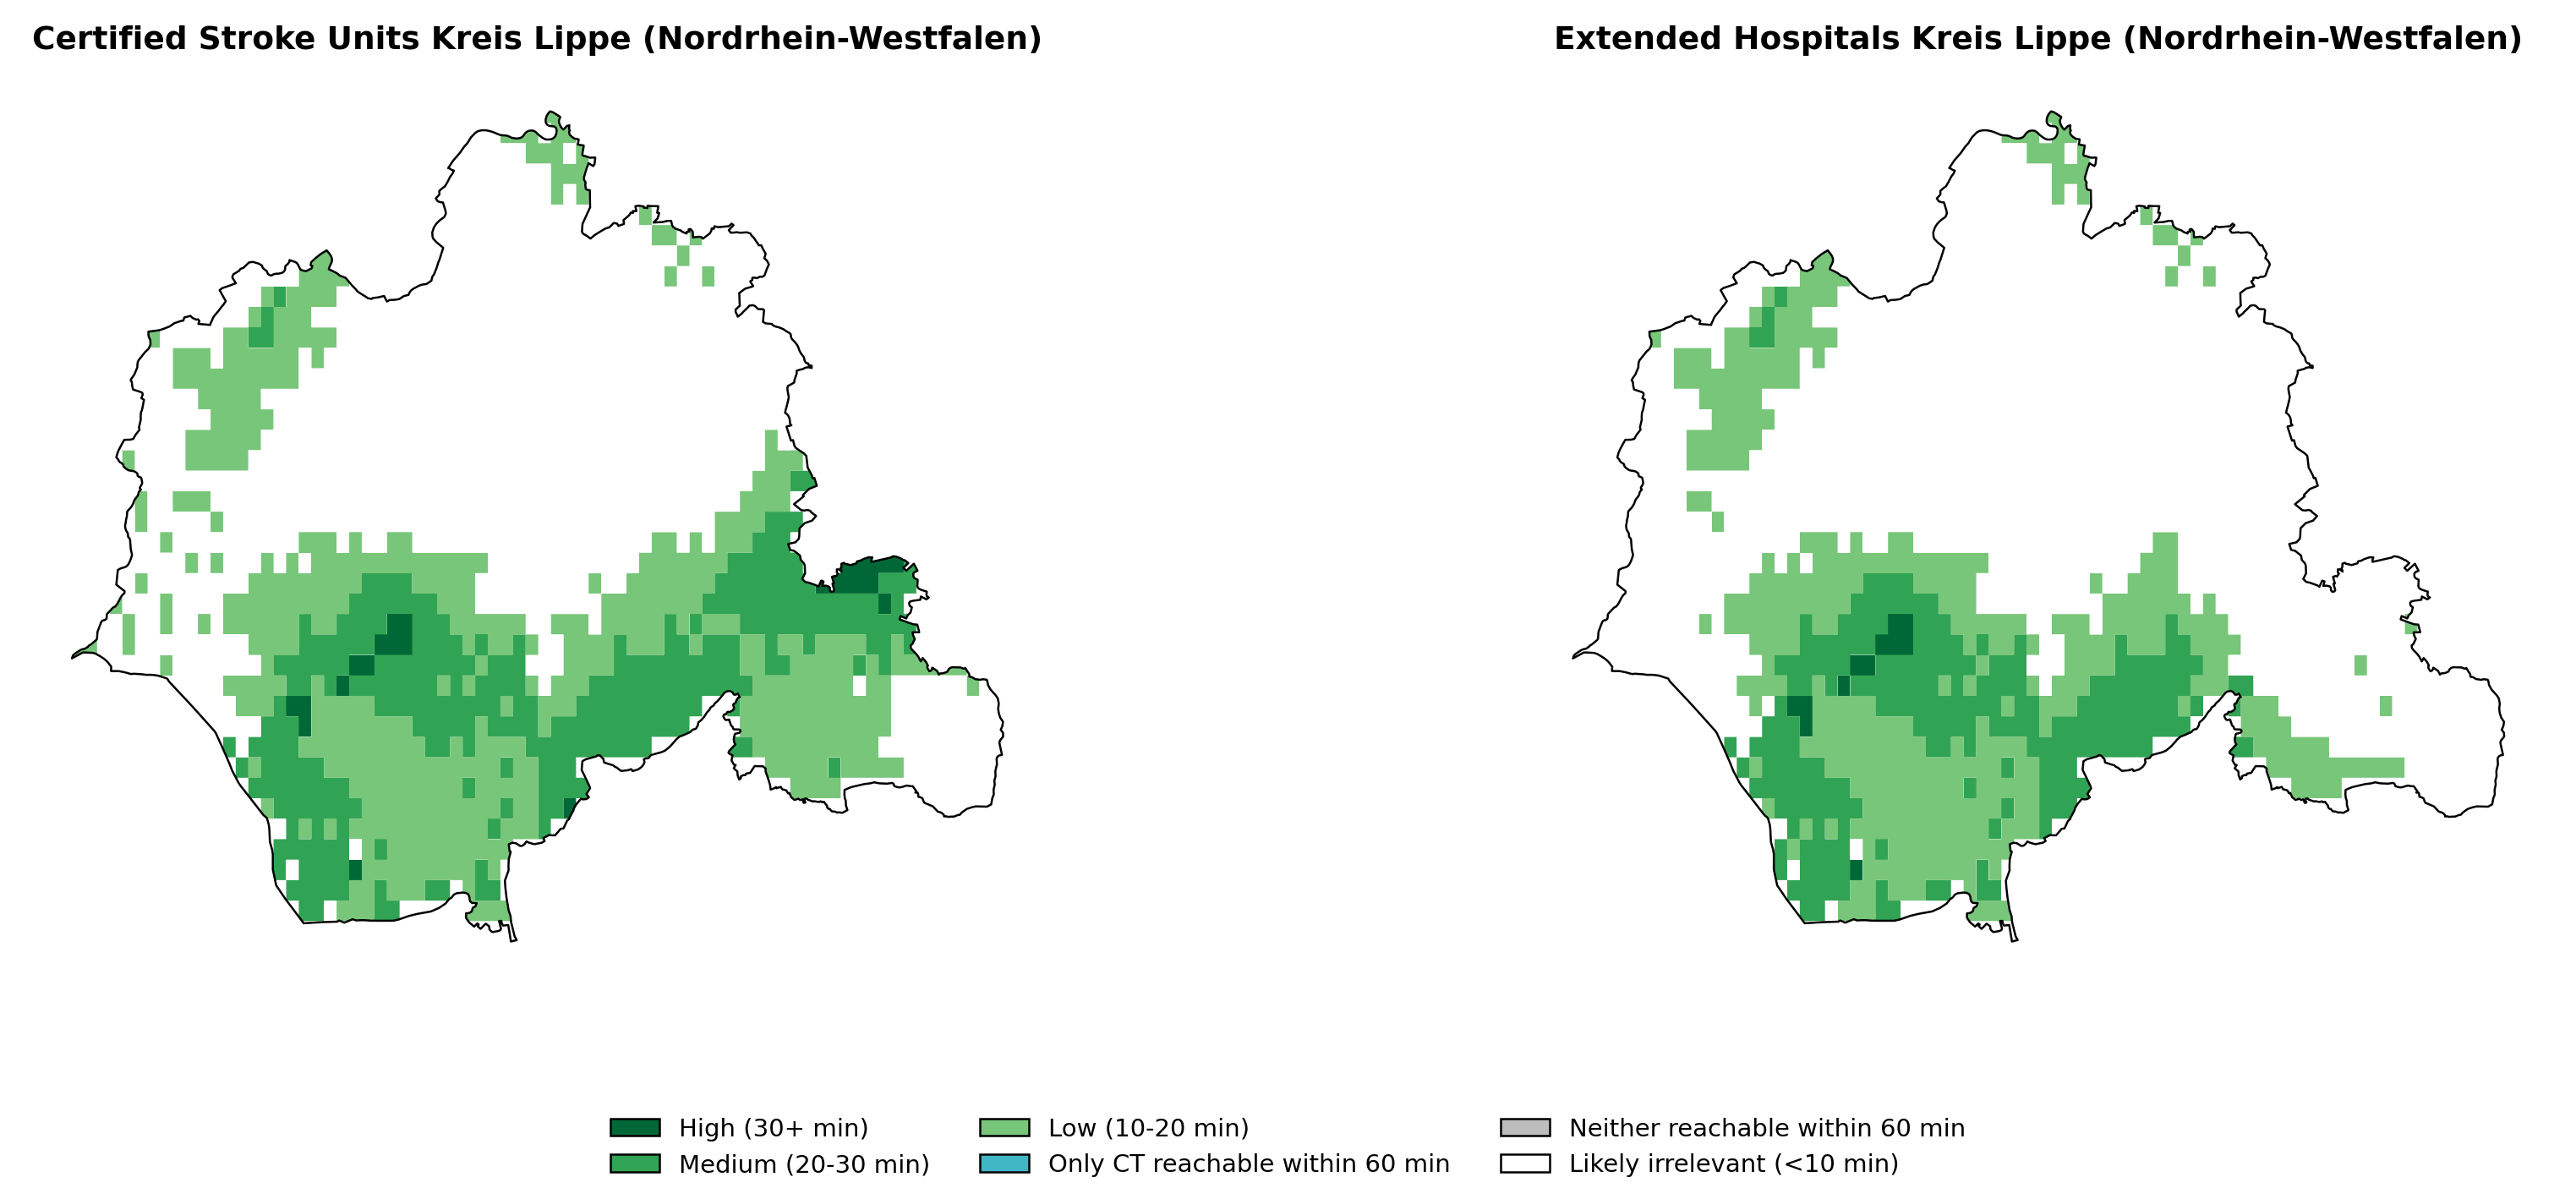 Certified Stroke Units Kreis Lippe (Nordrhein-Westfalen)
Extended Hospitals Kreis Lippe (Nordrhein-Westfalen)
High (30+ min)
Medium (20-30 min)
Low (10-20 min)
Only CT reachable within 60 min
Neither reachable within 60 min
Likely irrelevant (<10 min)